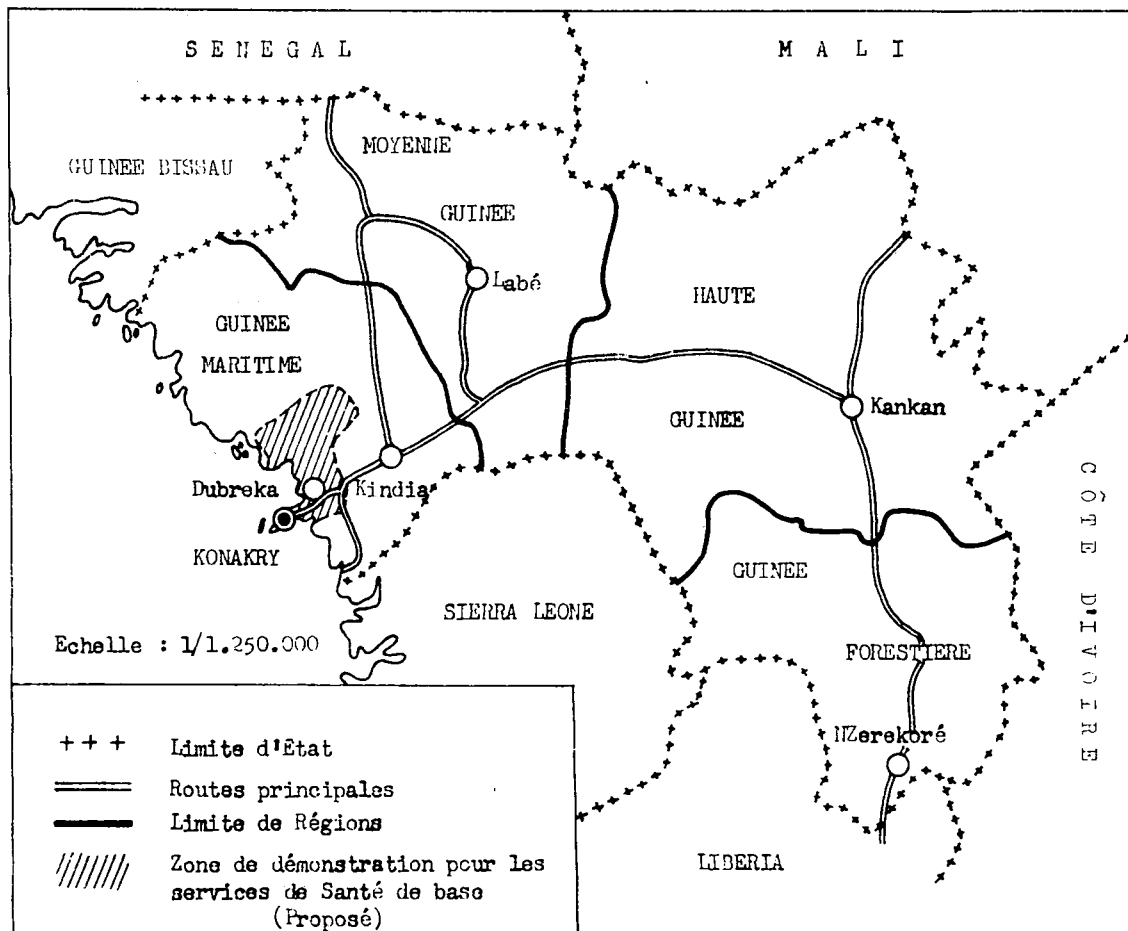 SENEGAL
MALI
GUINEE BISSAU
MOYENNE
GUINEE
Labé
HAUTE
GUINEE
MARITIME
GUINEE
Kankan
Dubreka
Kindia
KONAKRY
CÔTE D'IVOIRE
GUINEE
SIERRA LEONE
FORESTIERE
Echelle : 1/1.250.000
NZerekoré
LIBERIA
+ + + Limite d'Etat
Routes principales
Limite de Régions
Zone de démonstration pour les
services de Santé de base
(Proposé)